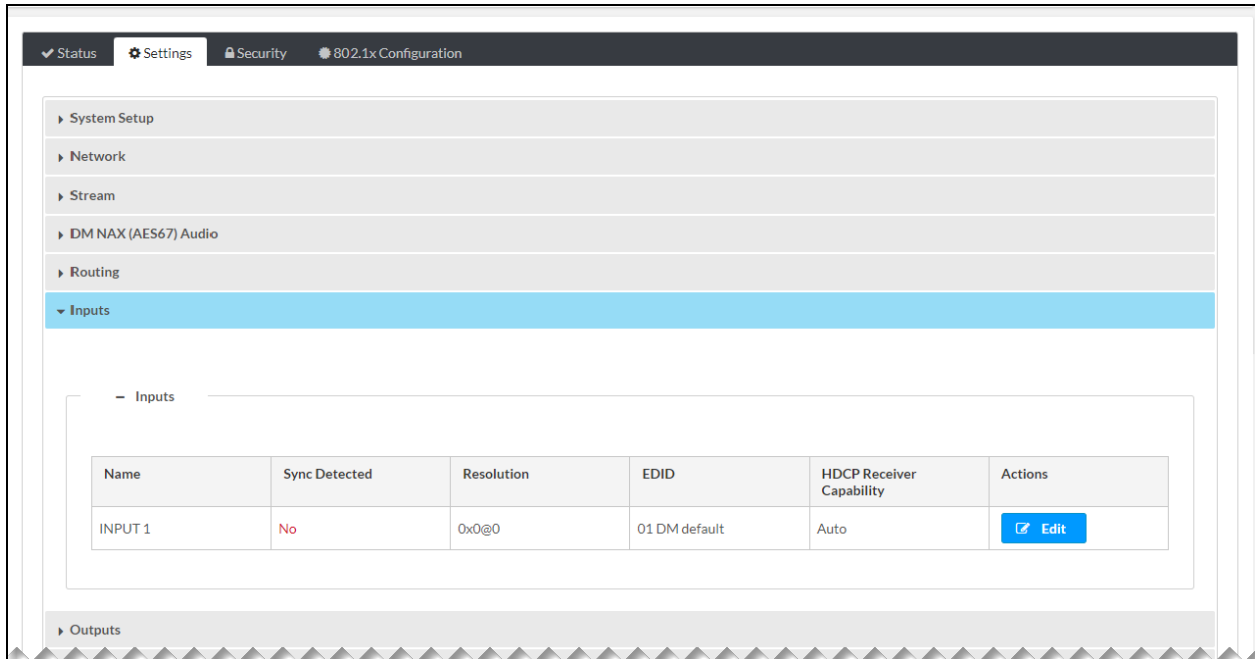 Status
Settings
Security
802.1x Configuration
System Setup
Network
Stream
DM NAX (AES67) Audio
Routing
Inputs
Inputs
Name
Sync Detected
Resolution
EDID
HDCP Receiver
Capability
Actions
INPUT 1
No
0x0@0
01 DM default
Auto
Edit
Outputs